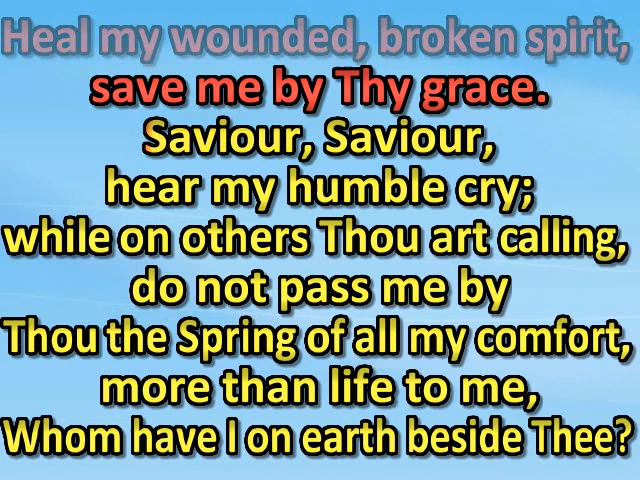 Heal my wounded, broken spirit,
save me by Thy grace.
Saviour, Saviour,
hear my humble cry;
while on others Thou art calling,
do not pass me by
Thou the Spring of all my comfort,
more than life to me,
Whom have I on earth beside Thee?